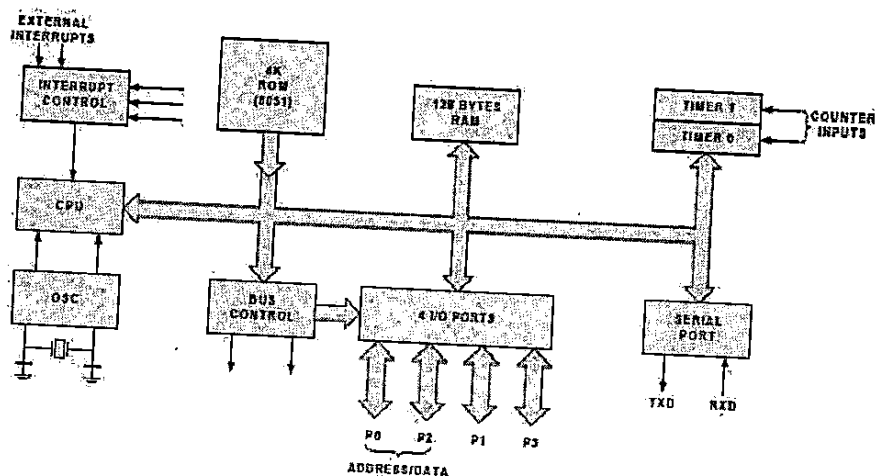 EXTERNAL
INTERRUPTS
INTERRUPT
CONTROL
4K
ROM
(8051)
128 BYTES
RAM
TIMER 1
TIMER 0
COUNTER
INPUTS
CPU
OSC
BUS
CONTROL
4 I/O PORTS
SERIAL
PORT
TXD RXD
P0 P2 P1 P3
ADDRESS/DATA